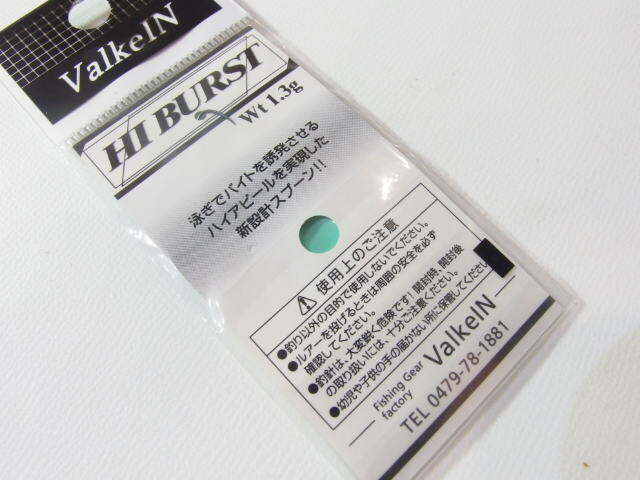 ValkeIN
HI BURST
Wt 1.3g
泳ぎでバイトを誘発させる
ハイアピールを実現した
新設計スプーン!!
使用上のご注意
●釣り以外の目的で使用しないでください。
●ルアーを投げるときは周囲の安全を必ず
確認してください。
●釣針は、大変鋭く危険です!開封時、開封後
の取り扱いには、十分ご注意ください。
●幼児や子供の手の届かない所に保管してください
Fishing Gear
factory
ValkeIN
TEL 0479-78-1881